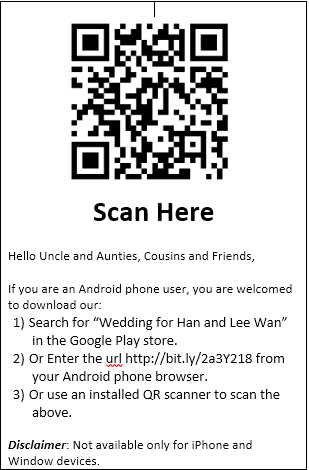 Scan Here
Hello Uncle and Aunties, Cousins and Friends,
If you are an Android phone user, you are welcomed
to download our:
1) Search for “Wedding for Han and Lee Wan”
in the Google Play store.
2) Or Enter the url http://bit.ly/2a3Y218 from
your Android phone browser.
3) Or use an installed QR scanner to scan the
above.
Disclaimer: Not available only for iPhone and
Window devices.